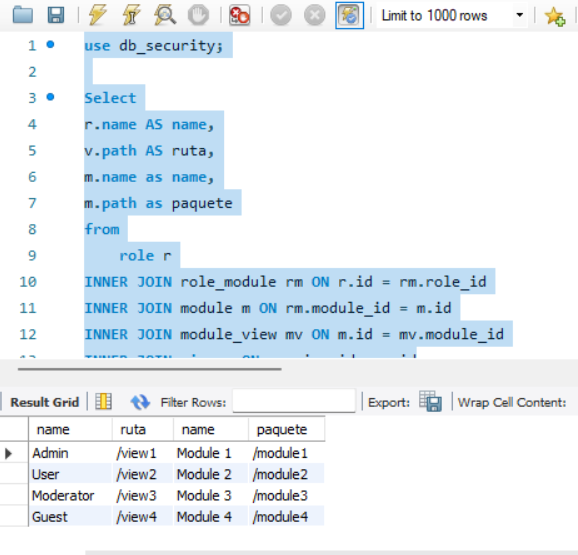 Limit to 1000 rows
1 use db_security;
2
3 Select
4 r.name AS name,
5 v.path AS ruta,
6 m.name as name,
7 m.path as paquete
8 from
9 role r
10 INNER JOIN role_module rm ON r.id = rm.role_id
11 INNER JOIN module m ON rm.module_id = m.id
12 INNER JOIN module_view mv ON m.id = mv.module_id
Result Grid Filter Rows: Export: Wrap Cell Content:
name ruta name paquete
Admin /view1 Module 1 /module1
User /view2 Module 2 /module2
Moderator /view3 Module 3 /module3
Guest /view4 Module 4 /module4